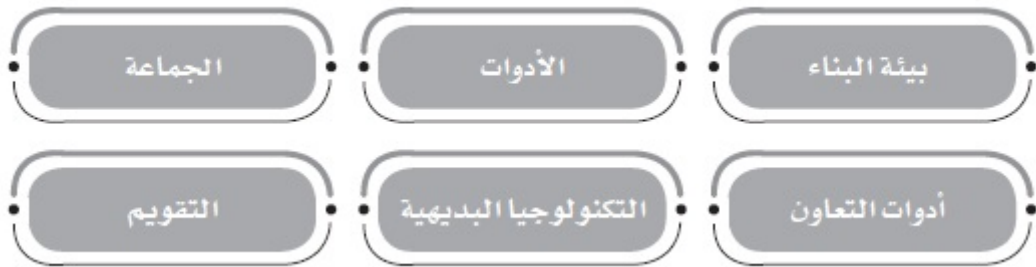 بيئة البناء
الأدوات
الجماعة
أدوات التعاون
التكنولوجيا البديهية
التقويم